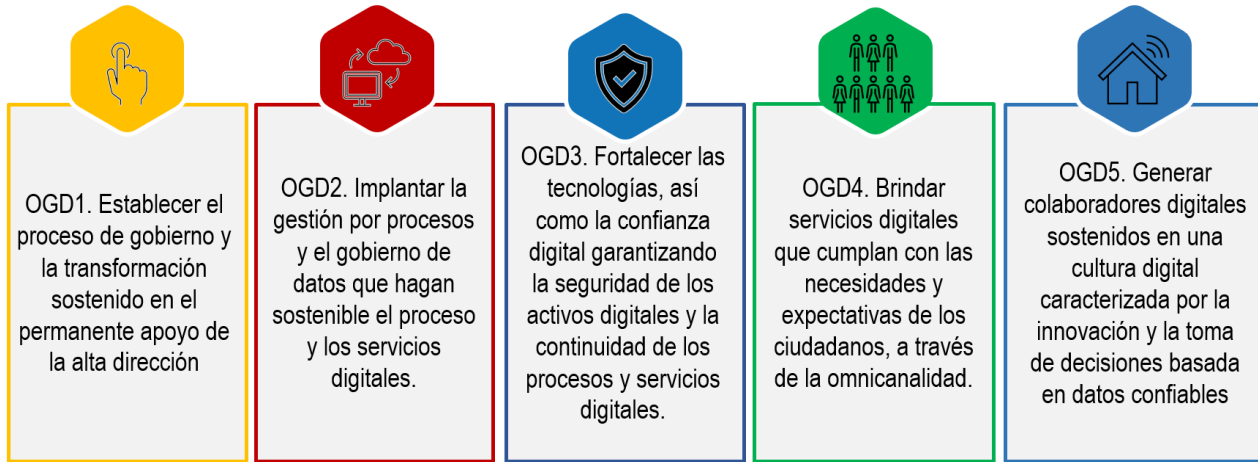 OGD1. Establecer el
proceso de gobierno y
la transformación
sostenido en el
permanente apoyo de
la alta dirección
OGD2. Implantar la
gestión por procesos
y el gobierno de
datos que hagan
sostenible el proceso
y los servicios
digitales.
OGD3. Fortalecer las
tecnologías, así
como la confianza
digital garantizando
la seguridad de los
activos digitales y la
continuidad de los
procesos y servicios
digitales.
OGD4. Brindar
servicios digitales
que cumplan con las
necesidades y
expectativas de los
ciudadanos, a través
de la omnicanalidad.
OGD5. Generar
colaboradores digitales
sostenidos en una
cultura digital
caracterizada por la
innovación y la toma
de decisiones basada
en datos confiables